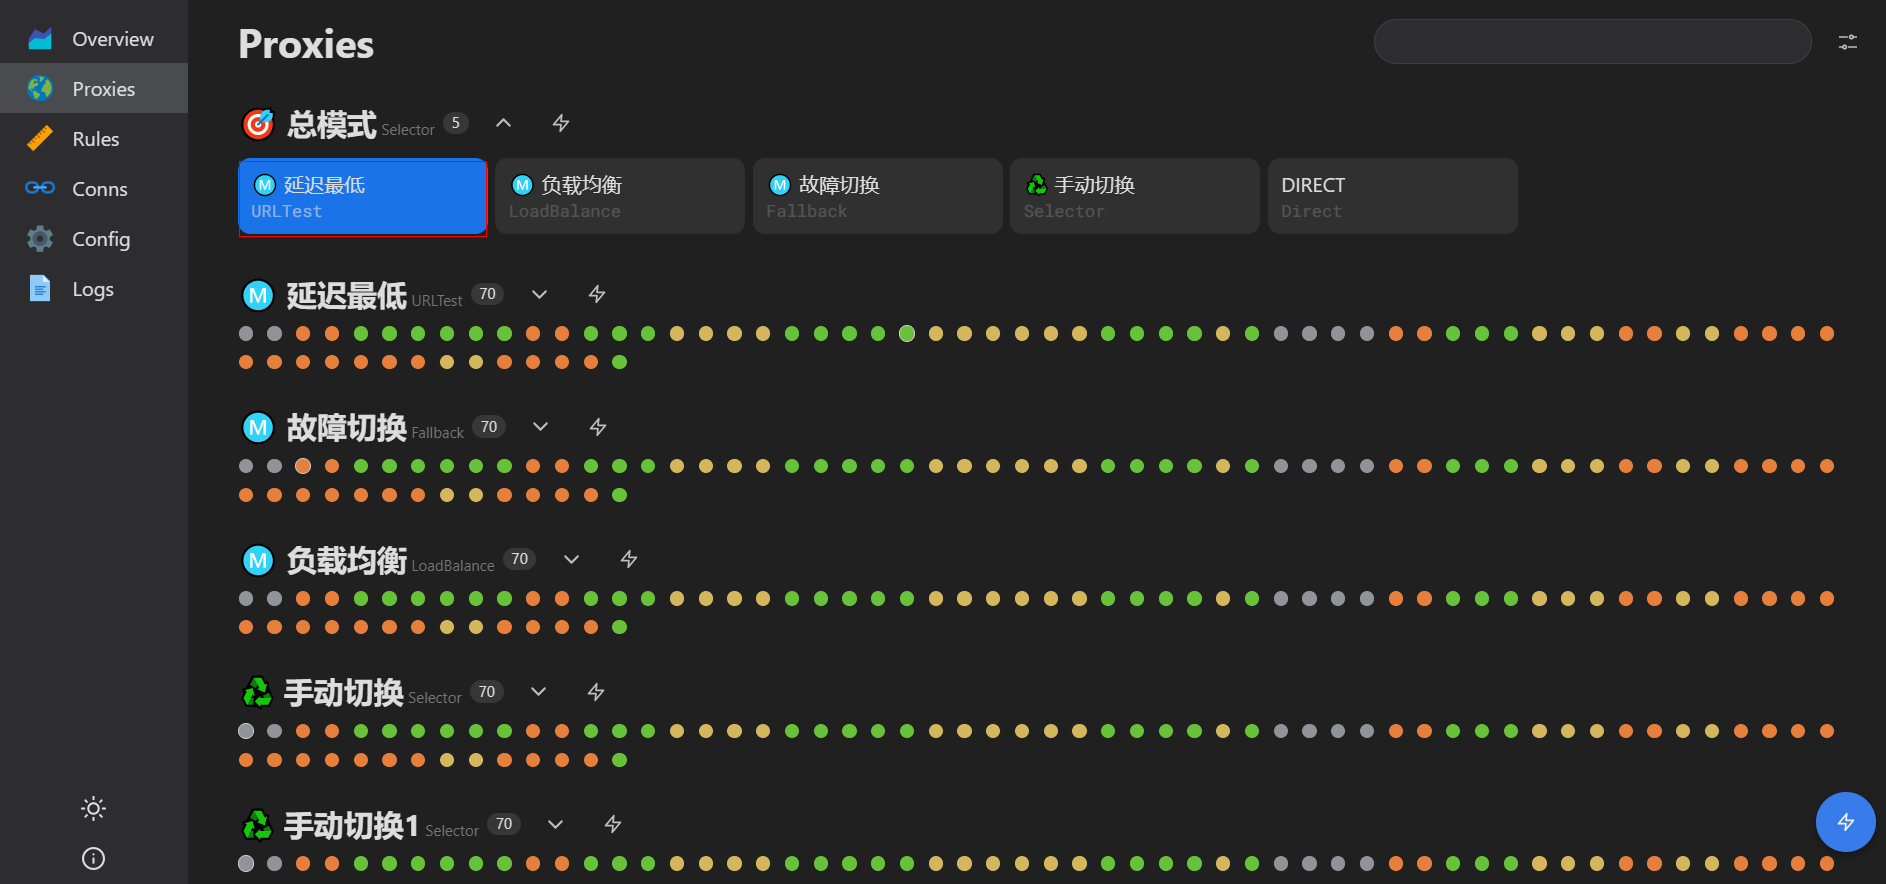 Overview
Proxies
Rules
Conns
Config
Logs
Proxies
总模式 Selector 5
延迟最低
URLTest
负载均衡
LoadBalance
故障切换
Fallback
手动切换
Selector
DIRECT
Direct
延迟最低 URLTest 70
故障切换 Fallback 70
负载均衡 LoadBalance 70
手动切换 Selector 70
手动切换1 Selector 70